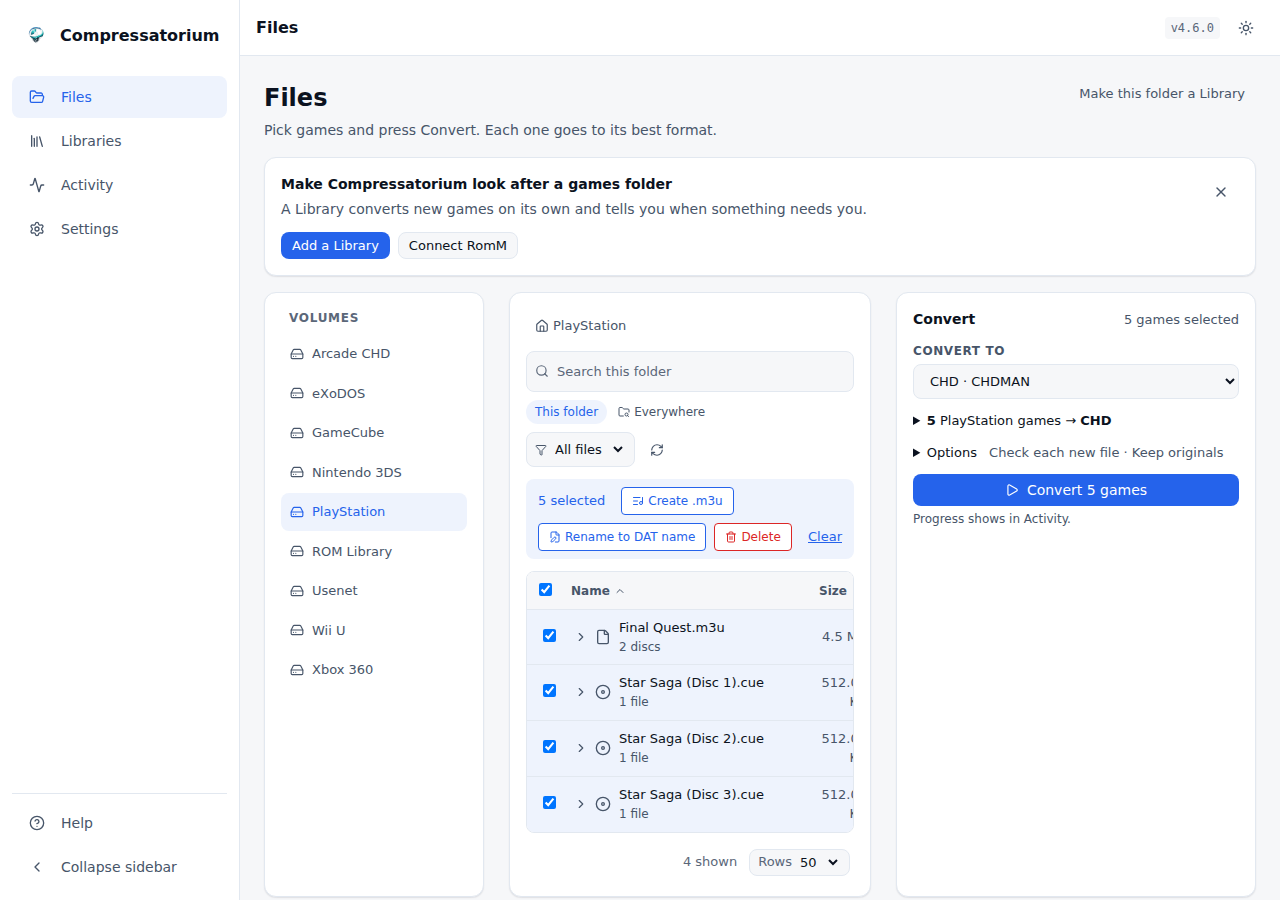 Compressatorium
Files
Libraries
Activity
Settings
Help
Collapse sidebar
Files
v4.6.0
Files
Make this folder a Library
Pick games and press Convert. Each one goes to its best format.
Make Compressatorium look after a games folder
A Library converts new games on its own and tells you when something needs you.
Add a Library
Connect RomM
VOLUMES
Arcade CHD
eXoDOS
GameCube
Nintendo 3DS
PlayStation
ROM Library
Usenet
Wii U
Xbox 360
PlayStation
Search this folder
This folder
Everywhere
All files
5 selected
Create .m3u
Rename to DAT name
Delete
Clear
Name
Size
Final Quest.m3u
2 discs
4.5
Star Saga (Disc 1).cue
1 file
Star Saga (Disc 2).cue
1 file
Star Saga (Disc 3).cue
1 file
4 shown
Rows 50
Convert
5 games selected
CONVERT TO
CHD · CHDMAN
5 PlayStation games → CHD
Options Check each new file · Keep originals
Convert 5 games
Progress shows in Activity.